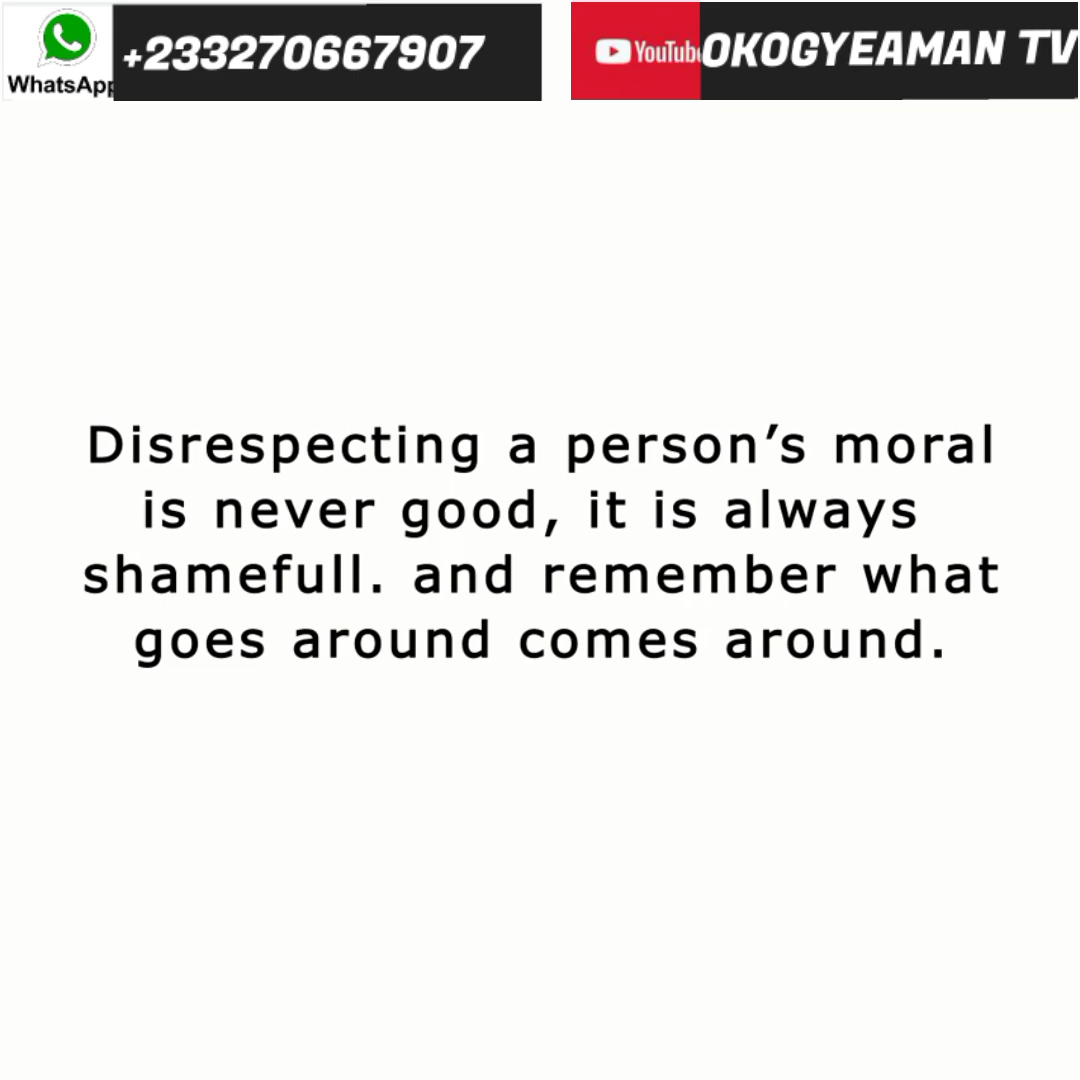 WhatsApp
+233270667907
YouTube
OKOGYEAMAN TV
Disrespecting a person’s moral
is never good, it is always
shamefull. and remember what
goes around comes around.